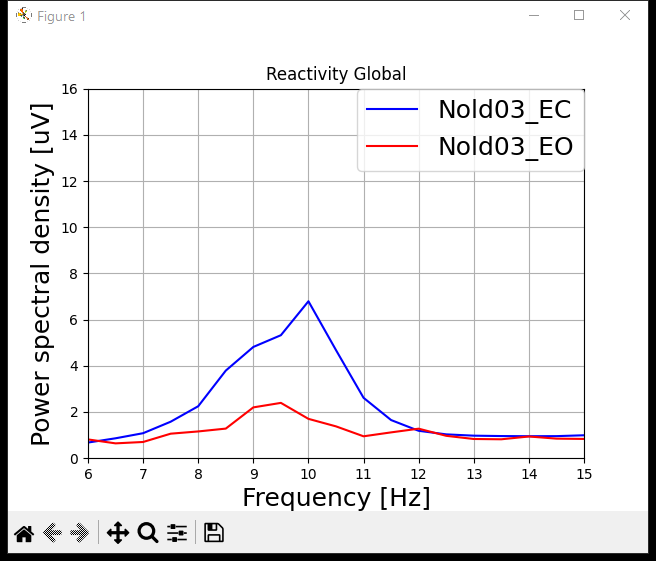 Figure 1
Reactivity Global
Nold03_EC
Nold03_EO
Power spectral density [uV]
16
14
12
10
8
6
4
2
0
6 7 8 9 10 11 12 13 14 15
Frequency [Hz]